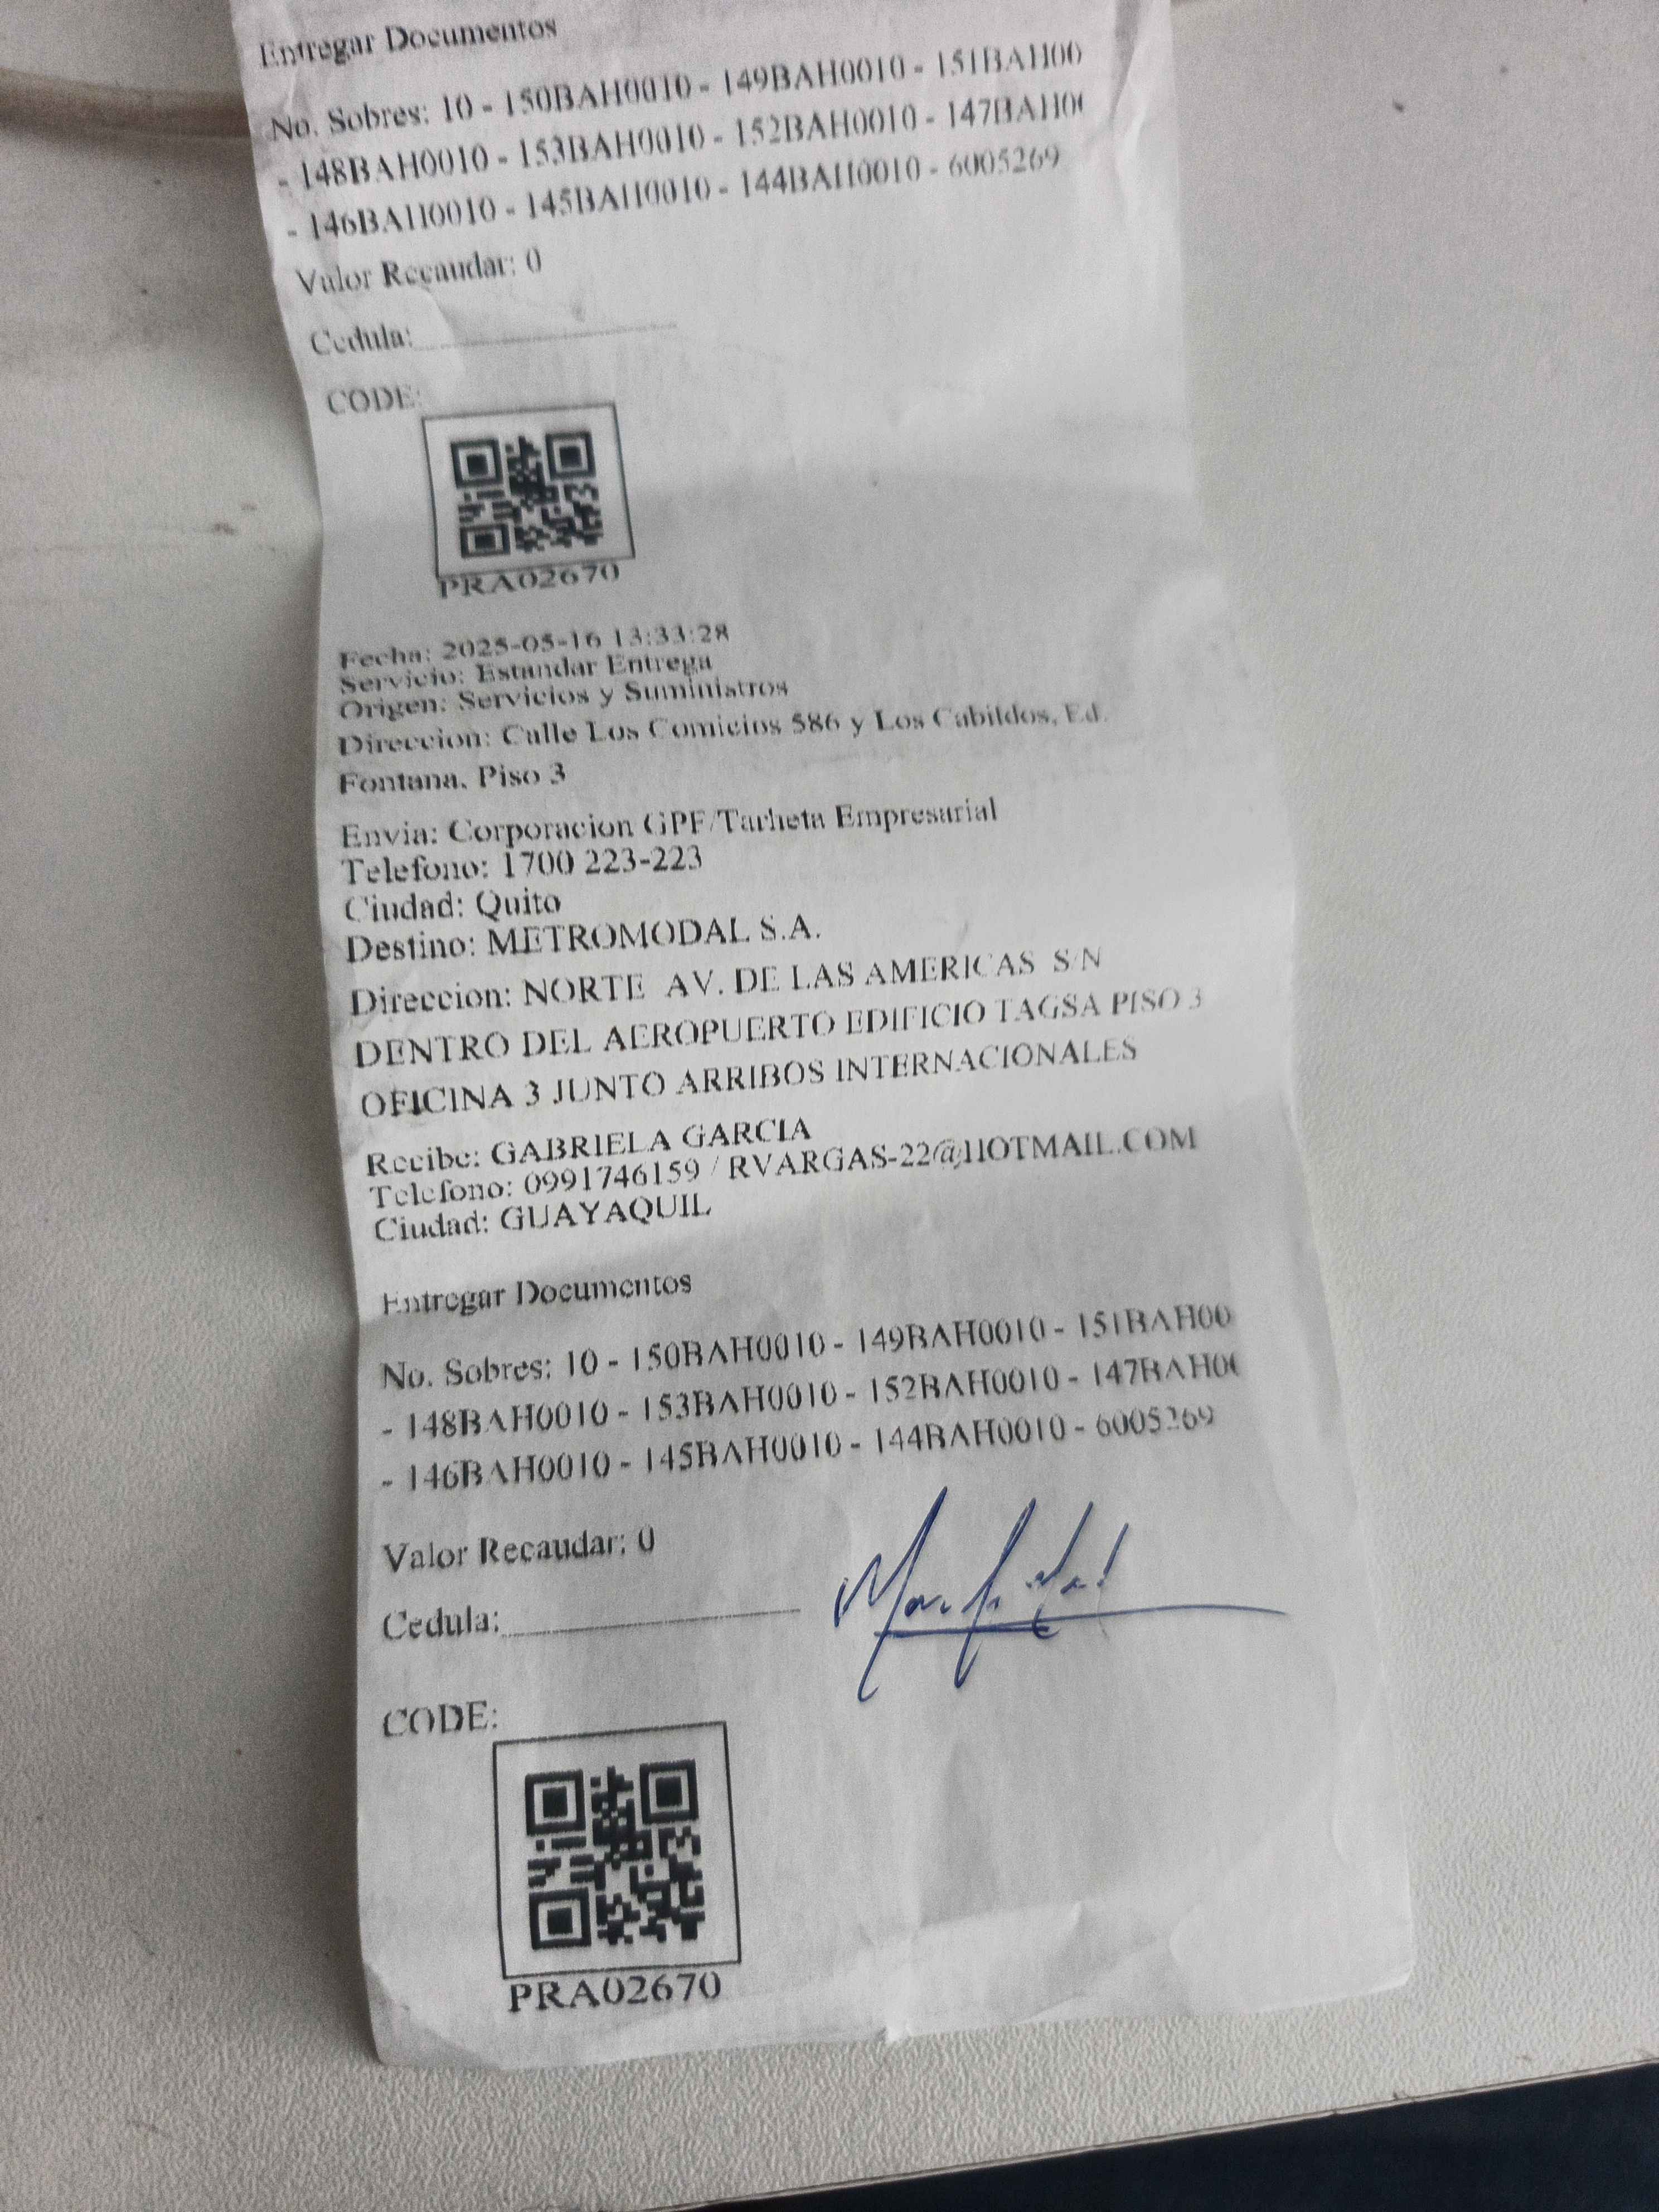 Entregar Documentos
No. Sobres: 10 - 150BAH0010 - 149BAH0010 - 151BAH00
- 148BAH0010 - 153BAH0010 - 152BAH0010 - 147BAH0
- 146BAH0010 - 145BAH0010 - 144BAH0010 - 6005269
Valor Recaudar: 0
Cedula:
CODE:
PRA02670
Fecha: 2025-05-16 13:33:28
Servicio: Estandar Entrega
Origen: Servicios y Suministros
Direccion: Calle Los Comicios 586 y Los Cabildos, Ed.
Fontana, Piso 3
Envia: Corporacion GPF/Tarheta Empresarial
Telefono: 1700 223-223
Ciudad: Quito
Destino: METROMODAL S.A.
Direccion: NORTE AV. DE LAS AMERICAS S/N
DENTRO DEL AEROPUERTO EDIFICIO TAGSA PISO 3
OFICINA 3 JUNTO ARRIBOS INTERNACIONALES
Recibe: GABRIELA GARCIA
Telefono: 0991746159 / RVARGAS-22@HOTMAIL.COM
Ciudad: GUAYAQUIL
Entregar Documentos
No. Sobres: 10 - 150BAH0010 - 149BAH0010 - 151BAH00
- 148BAH0010 - 153BAH0010 - 152BAH0010 - 147BAH0
- 146BAH0010 - 145BAH0010 - 144BAH0010 - 6005269
Valor Recaudar: 0
Cedula:
CODE:
PRA02670